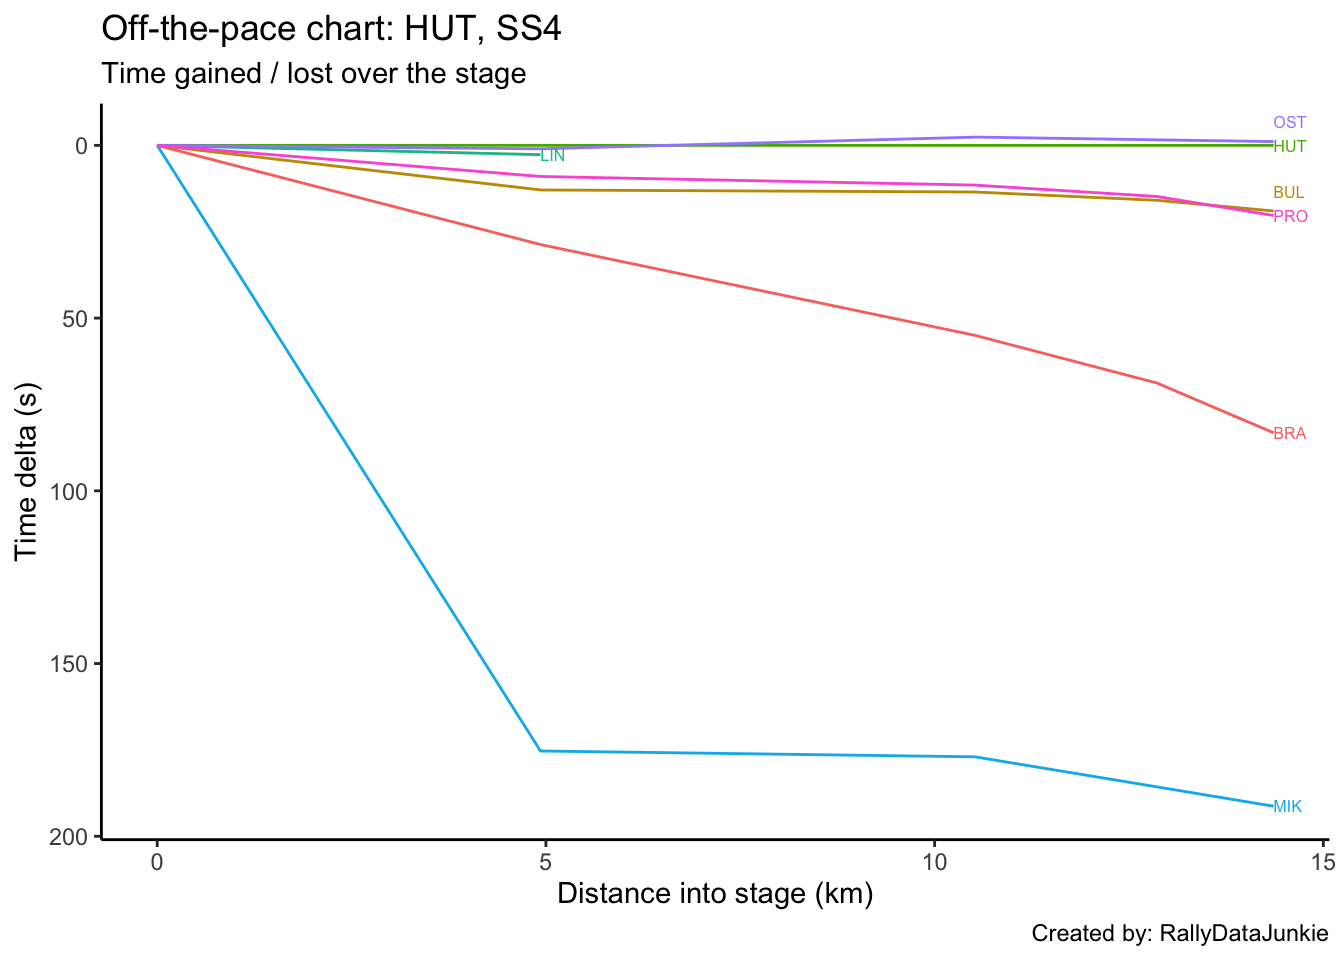 Off-the-pace chart: HUT, SS4
Time gained / lost over the stage
OST
0
HUT
LIN
BUL
PRO
50
Time delta (s)
BRA
100
150
MIK
200
0 5 10 15
Distance into stage (km)
Created by: RallyDataJunkie